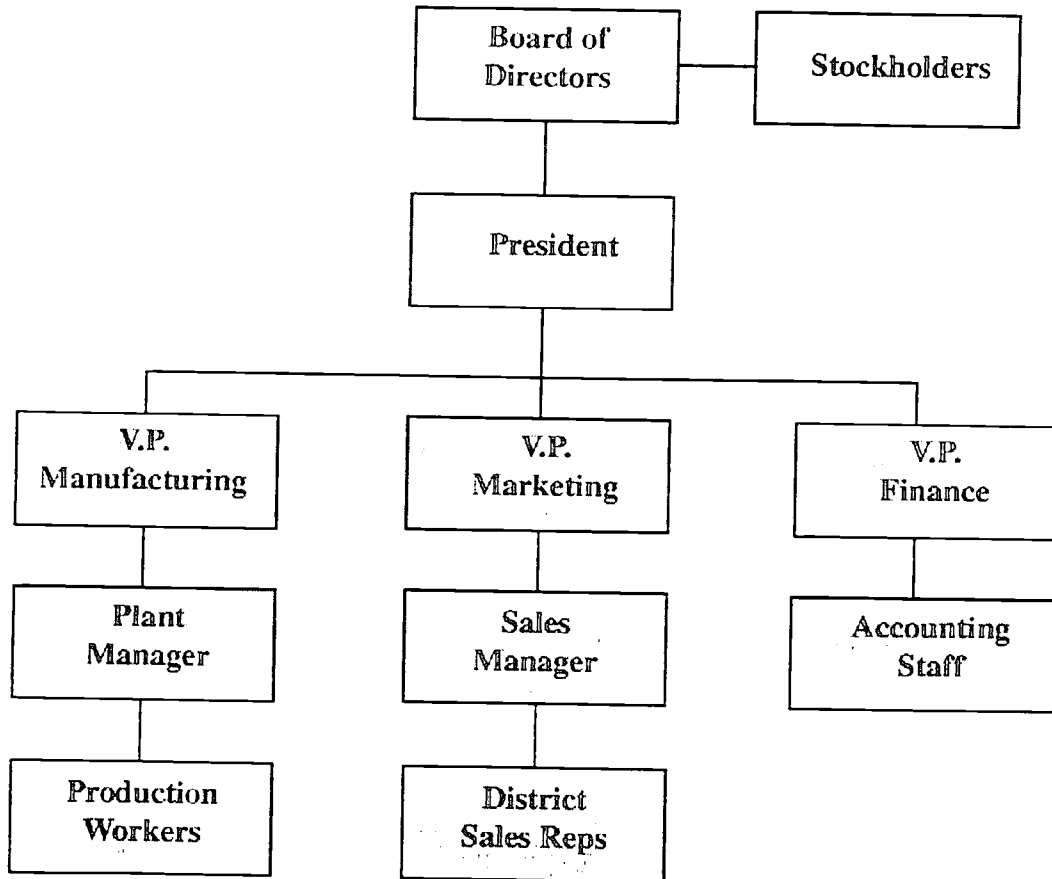 Board of
Directors
Stockholders
President
V.P.
Manufacturing
V.P.
Marketing
V.P.
Finance
Plant
Manager
Sales
Manager
Accounting
Staff
Production
Workers
District
Sales Reps